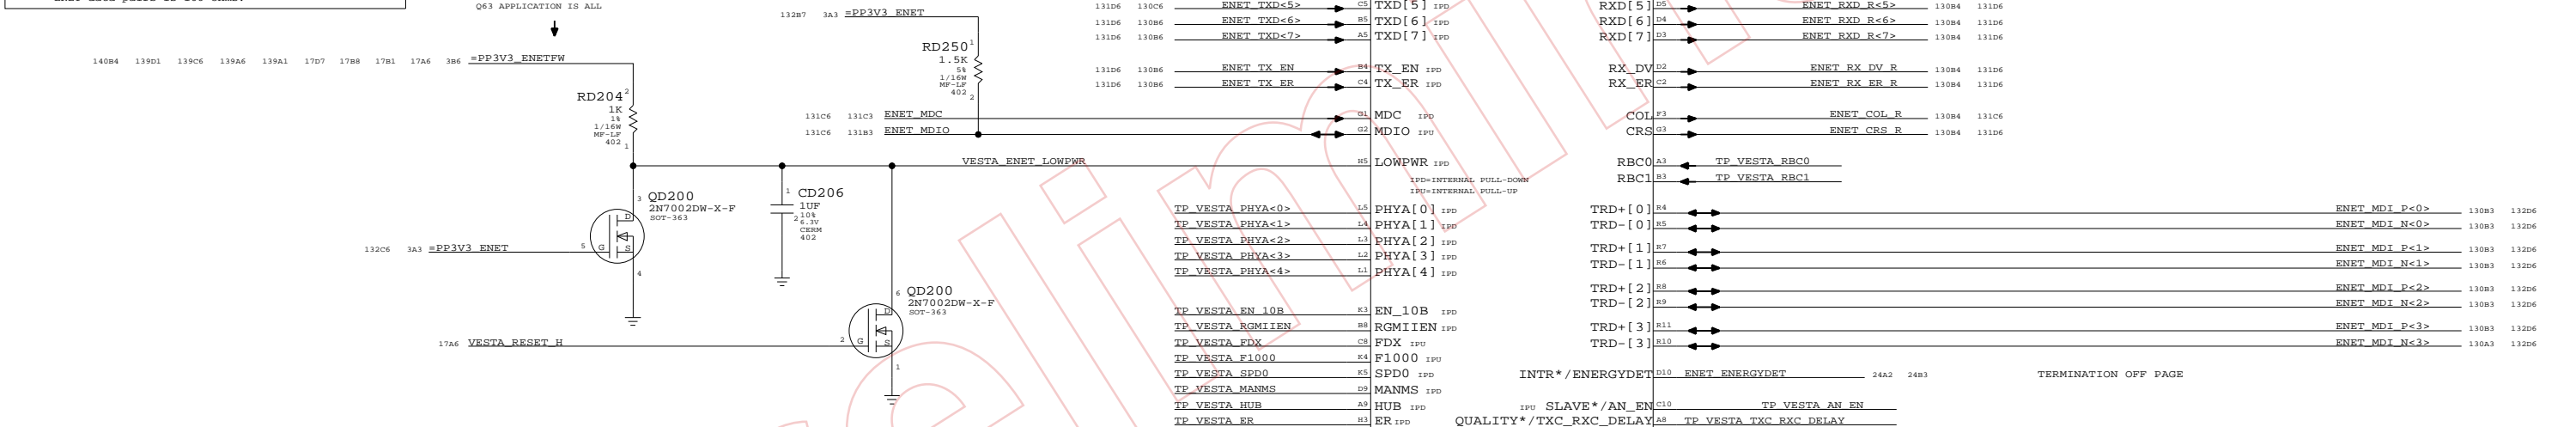 Q63 APPLICATION IS ALL
140B4 139D1 139C6 139A6 139A1 17D7 17B8 17B1 17A6 3B6 =PP3V3_ENETFW
RD204
2
1K
1%
1/16W
MF-LF
402
1
132B7 3A3 =PP3V3_ENET
RD250
1
1.5K
5%
1/16W
MF-LF
402
2
131C6 131C3 ENET_MDC
131C6 131B3 ENET_MDIO
VESTA_ENET_LOWPWR
3
QD200
2N7002DW-X-F
SOT-363
D
G
S
5
4
132C6 3A3 =PP3V3_ENET
1
CD206
1UF
10%
2
6.3V
CERM
402
6
QD200
2N7002DW-X-F
SOT-363
D
G
S
2
1
17A6 VESTA_RESET_H
131D6 130C6 ENET_TXD<5> C5 TXD[5] IPD
131D6 130B6 ENET_TXD<6> B5 TXD[6] IPD
131D6 130B6 ENET_TXD<7> A5 TXD[7] IPD
131D6 130B6 ENET_TX_EN B4 TX_EN IPD
131D6 130B6 ENET_TX_ER C4 TX_ER IPD
G1 MDC IPD
G2 MDIO IPU
H5 LOWPWR IPD
IPD=INTERNAL PULL-DOWN
IPU=INTERNAL PULL-UP
TP_VESTA_PHYA<0> L5 PHYA[0] IPD
TP_VESTA_PHYA<1> L4 PHYA[1] IPD
TP_VESTA_PHYA<2> L3 PHYA[2] IPD
TP_VESTA_PHYA<3> L2 PHYA[3] IPD
TP_VESTA_PHYA<4> L1 PHYA[4] IPD
TP_VESTA_EN_10B K3 EN_10B IPD
TP_VESTA_RGMIIEN B8 RGMIIEN IPD
TP_VESTA_FDX C8 FDX IPU
TP_VESTA_F1000 K4 F1000 IPU
TP_VESTA_SPD0 K5 SPD0 IPD
TP_VESTA_MANMS D9 MANMS IPD
TP_VESTA_HUB A9 HUB IPD
TP_VESTA_ER H3 ER IPD
RXD[5] D5 ENET_RXD_R<5> 130B4 131D6
RXD[6] D4 ENET_RXD_R<6> 130B4 131D6
RXD[7] D3 ENET_RXD_R<7> 130B4 131D6
RX_DV D2 ENET_RX_DV_R 130B4 131D6
RX_ER C2 ENET_RX_ER_R 130B4 131D6
COL F3 ENET_COL_R 130B4 131C6
CRS G3 ENET_CRS_R 130B4 131D6
RBC0 A3 TP_VESTA_RBC0
RBC1 B3 TP_VESTA_RBC1
TRD+[0] R4 ENET_MDI_P<0> 130B3 132D6
TRD-[0] R5 ENET_MDI_N<0> 130B3 132D6
TRD+[1] R7 ENET_MDI_P<1> 130B3 132D6
TRD-[1] R6 ENET_MDI_N<1> 130B3 132D6
TRD+[2] R8 ENET_MDI_P<2> 130B3 132D6
TRD-[2] R9 ENET_MDI_N<2> 130B3 132D6
TRD+[3] R11 ENET_MDI_P<3> 130B3 132D6
TRD-[3] R10 ENET_MDI_N<3> 130A3 132D6
INTR*/ENERGYDET D10 ENET_ENERGYDET 24A2 24B3 TERMINATION OFF PAGE
IPU SLAVE*/AN_EN C10 TP_VESTA_AN_EN
QUALITY*/TXC_RXC_DELAY A8 TP_VESTA_TXC_RXC_DELAY